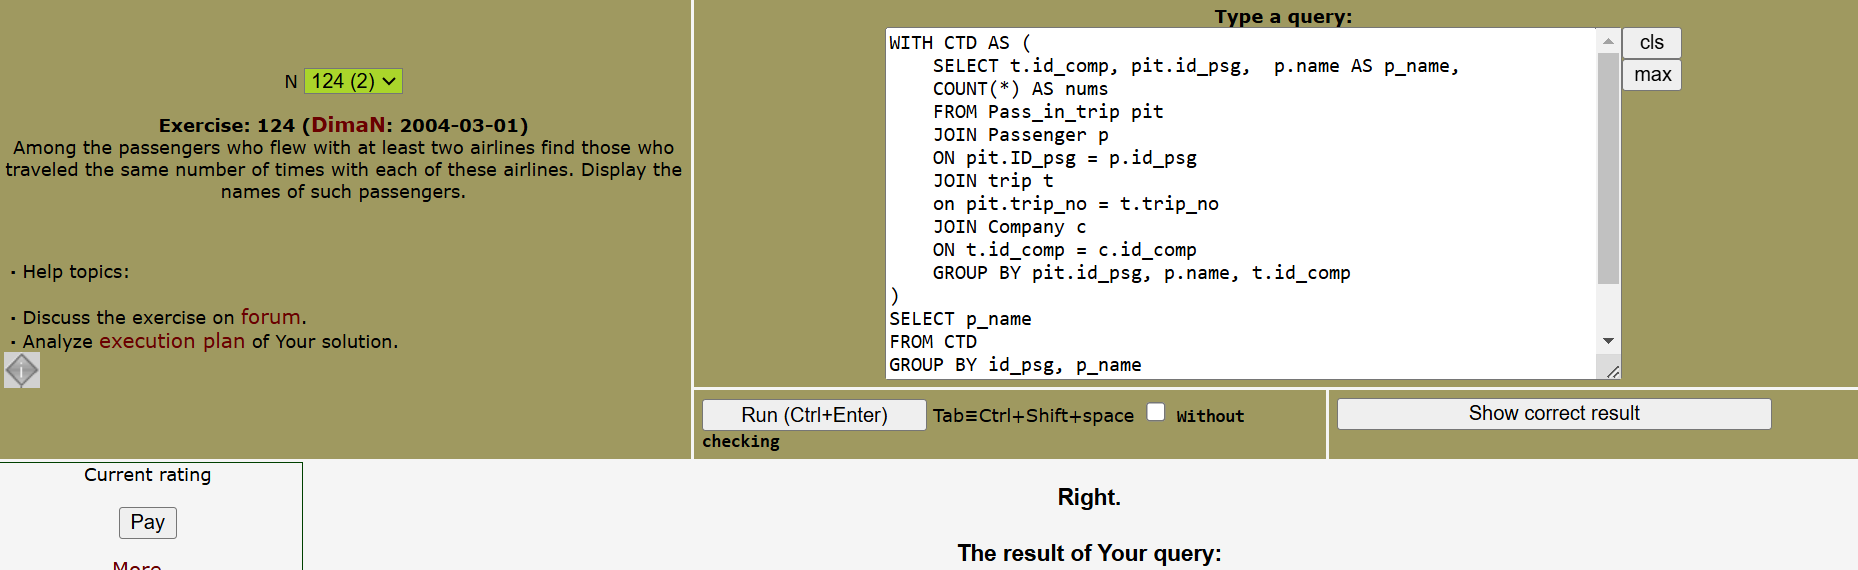 N 124 (2)
Exercise: 124 (DimaN: 2004-03-01)
Among the passengers who flew with at least two airlines find those who
traveled the same number of times with each of these airlines. Display the
names of such passengers.
· Help topics:
· Discuss the exercise on forum.
· Analyze execution plan of Your solution.
Type a query:
WITH CTD AS (
    SELECT t.id_comp, pit.id_psg,  p.name AS p_name,
    COUNT(*) AS nums
    FROM Pass_in_trip pit
    JOIN Passenger p
    ON pit.ID_psg = p.id_psg
    JOIN trip t
    on pit.trip_no = t.trip_no
    JOIN Company c
    ON t.id_comp = c.id_comp
    GROUP BY pit.id_psg, p.name, t.id_comp
)
SELECT p_name
FROM CTD
GROUP BY id_psg, p_name
cls
max
Run (Ctrl+Enter) Tab≡Ctrl+Shift+space Without
checking
Show correct result
Current rating
Pay
More
Right.
The result of Your query: